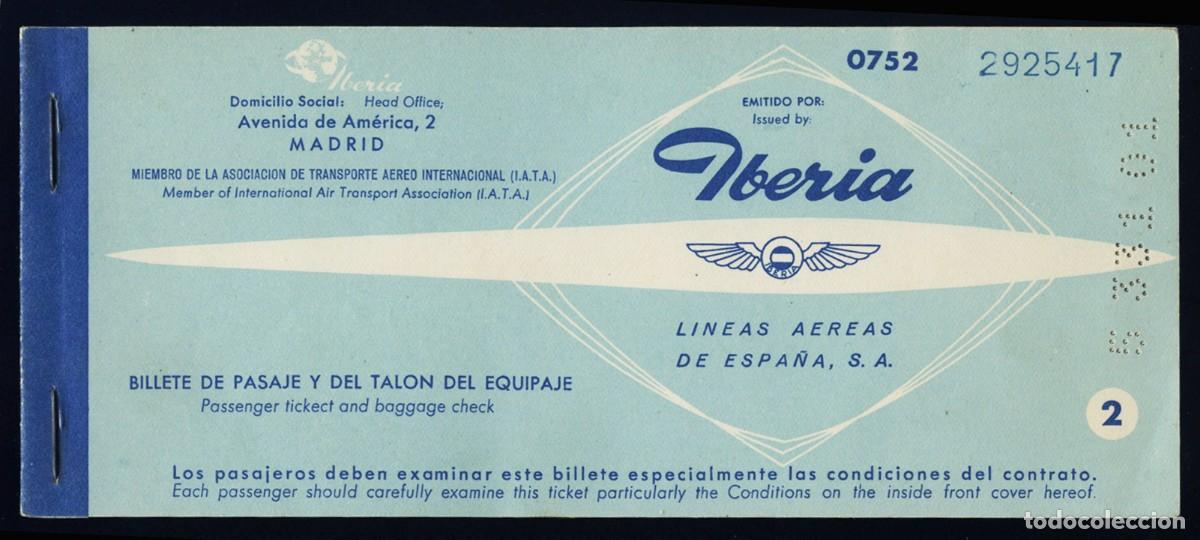 Iberia
Domicilio Social: Head Office;
Avenida de América, 2
MADRID
MIEMBRO DE LA ASOCIACION DE TRANSPORTE AEREO INTERNACIONAL (I.A.T.A.)
Member of International Air Transport Association (I.A.T.A.)
0752 2925417
EMITIDO POR:
Issued by:
Iberia
IBERIA
LINEAS AEREAS
DE ESPAÑA, S.A.
BILLETE DE PASAJE Y DEL TALON DEL EQUIPAJE
Passenger tickect and baggage check
2
Los pasajeros deben examinar este billete especialmente las condiciones del contrato.
Each passenger should carefully examine this ticket particularly the Conditions on the inside front cover hereof.
todocoleccion